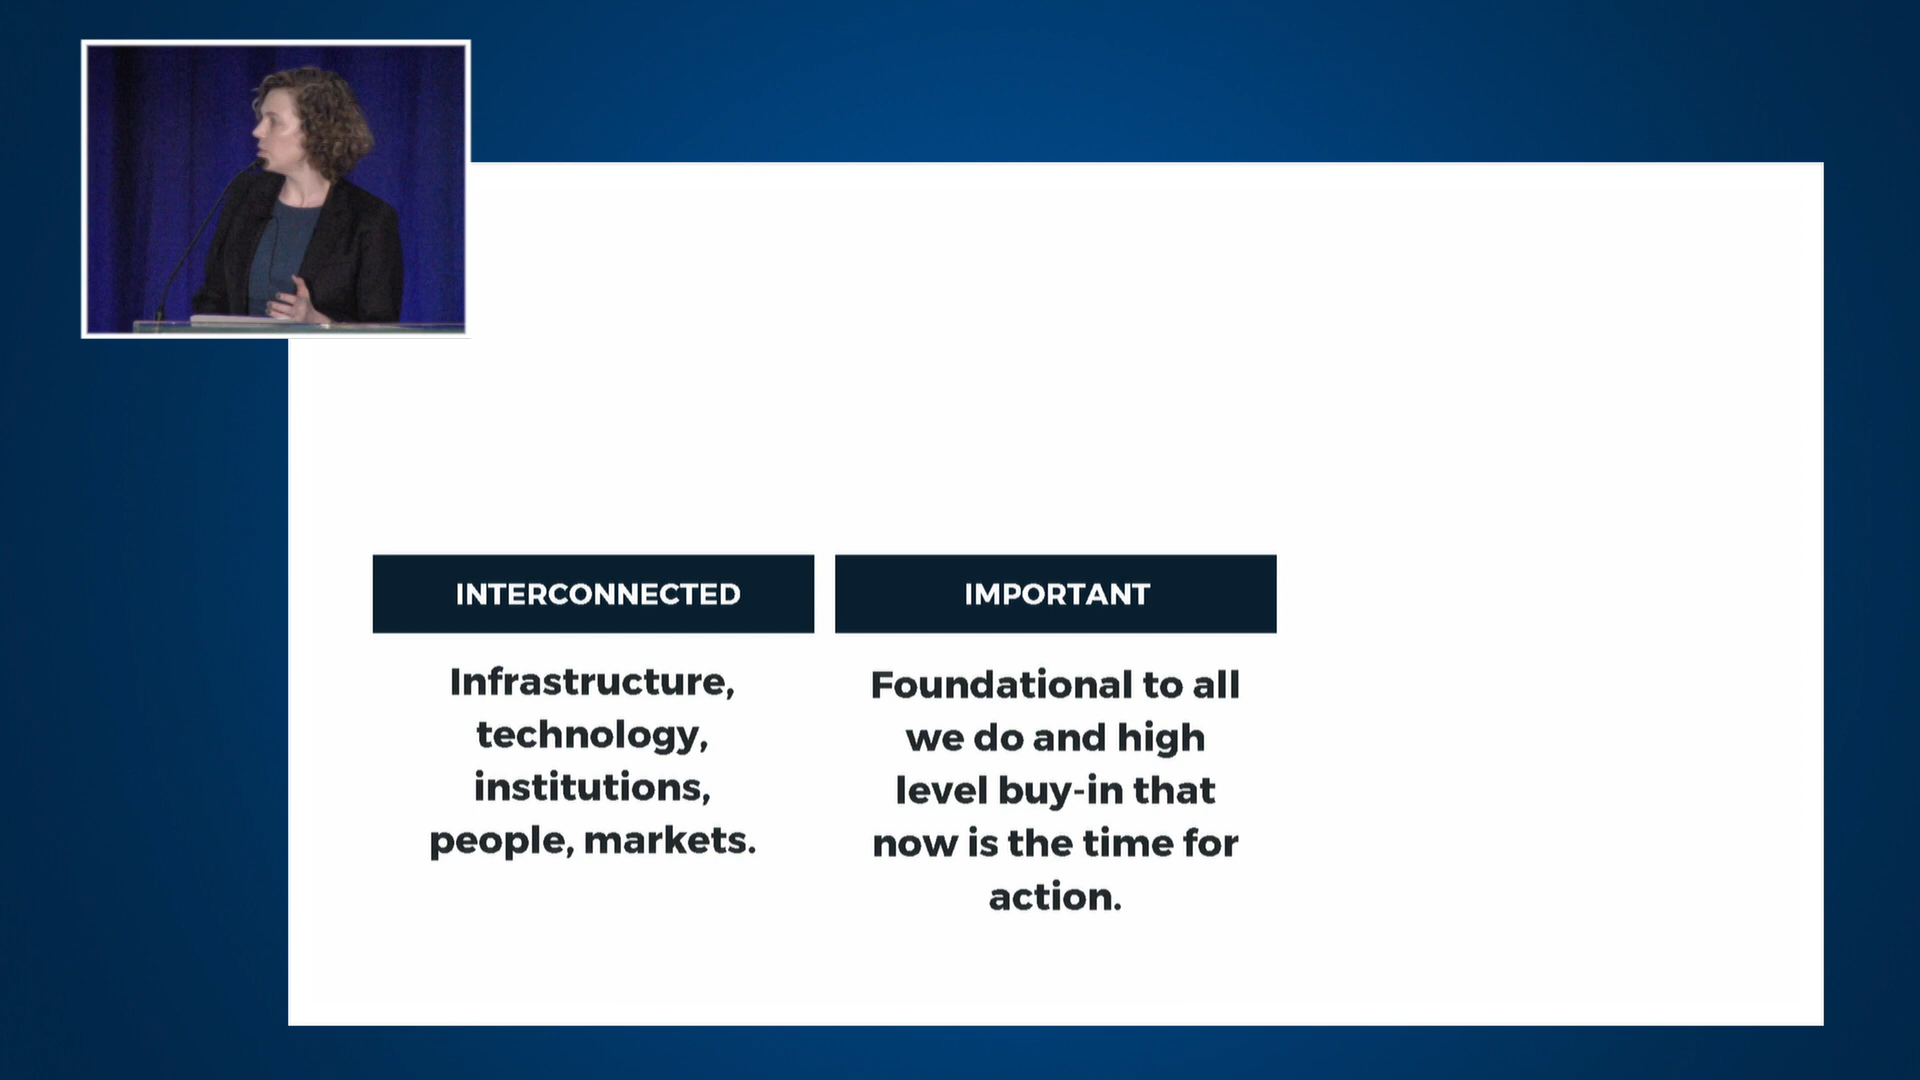 INTERCONNECTED
Infrastructure,
technology,
institutions,
people, markets.
IMPORTANT
Foundational to all
we do and high
level buy-in that
now is the time for
action.